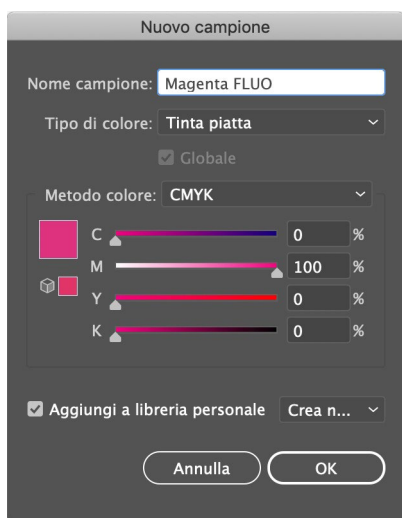 Nuovo campione
Nome campione: Magenta FLUO
Tipo di colore: Tinta piatta
Globale
Metodo colore: CMYK
C 0 %
M 100 %
Y 0 %
K 0 %
Aggiungi a libreria personale Crea n...
Annulla OK